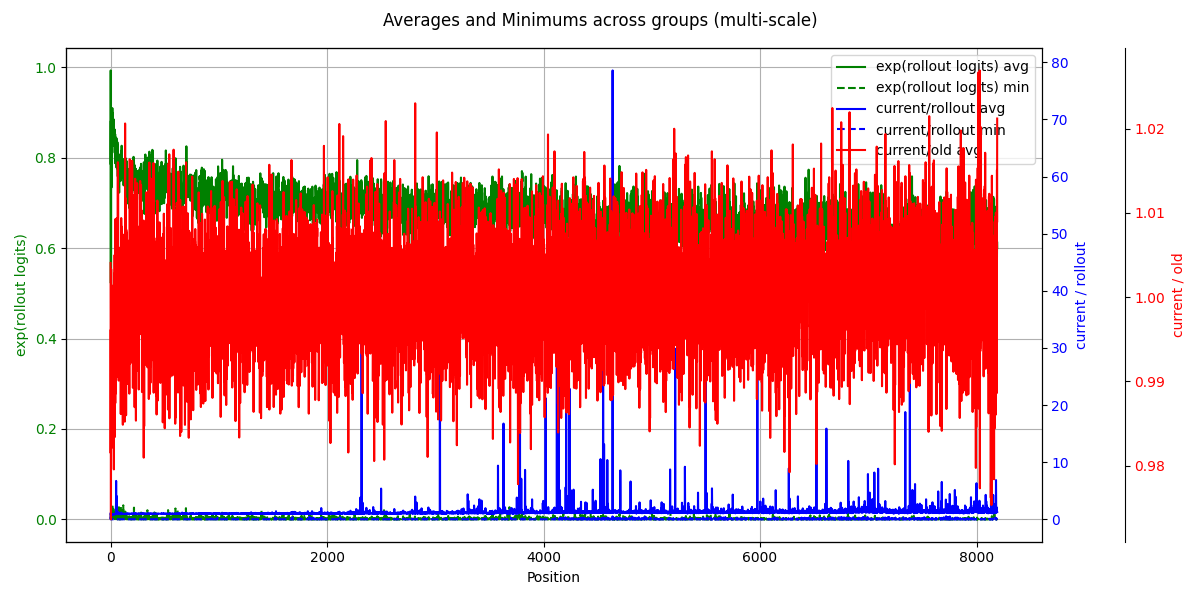 Averages and Minimums across groups (multi-scale)
exp(rollout logits) avg
exp(rollout logits) min
current/rollout avg
current/rollout min
current/old avg
1.0
0.8
0.6
0.4
0.2
0.0
exp(rollout logits)
80
70
60
50
40
30
20
10
0
current / rollout
1.02
1.01
1.00
0.99
0.98
current / old
0
2000
4000
6000
8000
Position